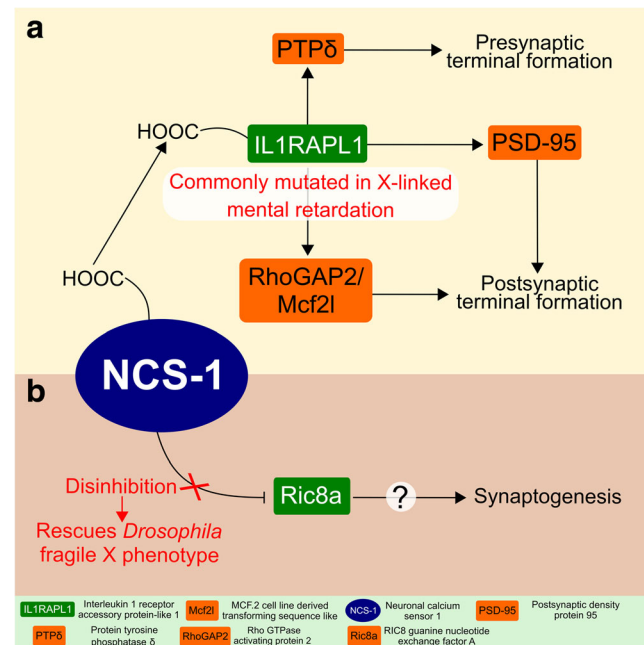 a
PTPδ
Presynaptic
terminal formation
HOOC
IL1RAPL1
PSD-95
Commonly mutated in X-linked
mental retardation
HOOC
RhoGAP2/
Mcf2l
Postsynaptic
terminal formation
NCS-1
b
Disinhibition
Ric8a
?
Synaptogenesis
Rescues Drosophila
fragile X phenotype
IL1RAPL1
Interleukin 1 receptor
accessory protein-like 1
Mcf2l
MCF.2 cell line derived
transforming sequence like
NCS-1
Neuronal calcium
sensor 1
PSD-95
Postsynaptic density
protein 95
PTPδ
Protein tyrosine
phosphatase δ
RhoGAP2
Rho GTPase
activating protein 2
Ric8a
RIC8 guanine nucleotide
exchange factor A